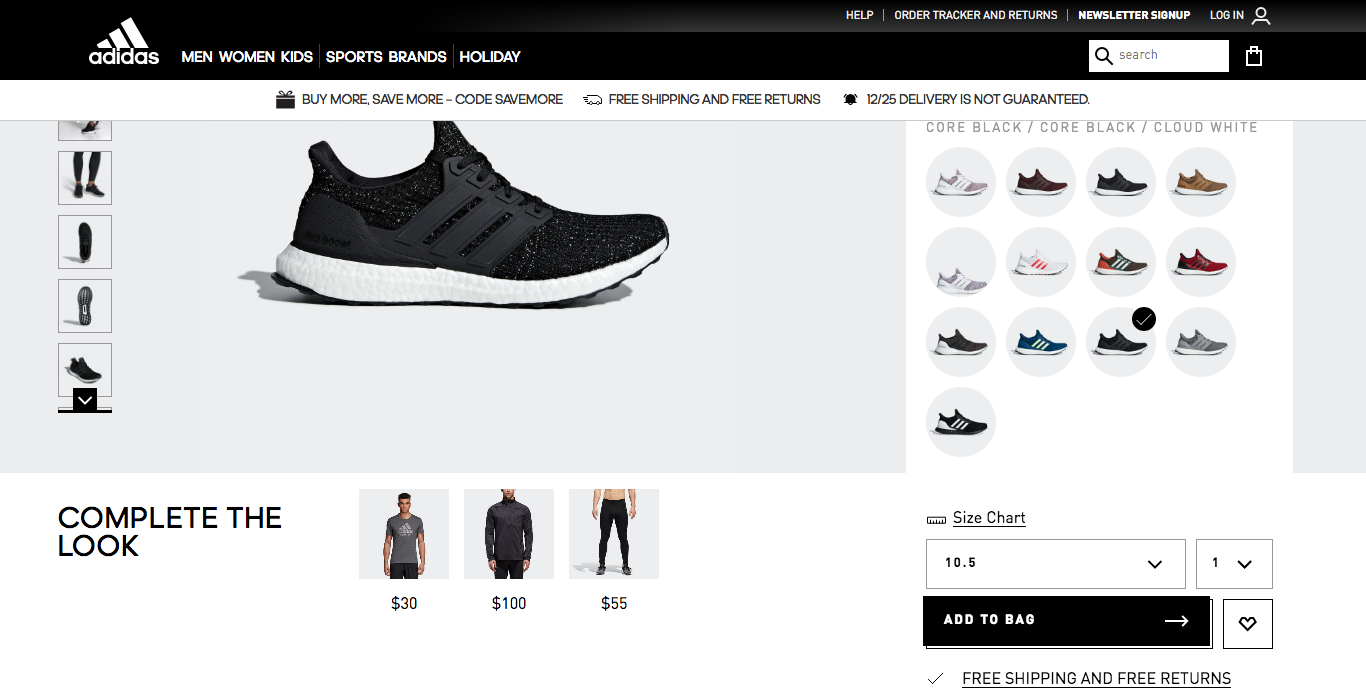 HELP
ORDER TRACKER AND RETURNS
NEWSLETTER SIGNUP
LOG IN
adidas
MEN WOMEN KIDS SPORTS BRANDS HOLIDAY
search
BUY MORE, SAVE MORE – CODE SAVEMORE
FREE SHIPPING AND FREE RETURNS
12/25 DELIVERY IS NOT GUARANTEED.
CORE BLACK / CORE BLACK / CLOUD WHITE
COMPLETE THE
LOOK
$30
$100
$55
Size Chart
10.5
1
ADD TO BAG
FREE SHIPPING AND FREE RETURNS